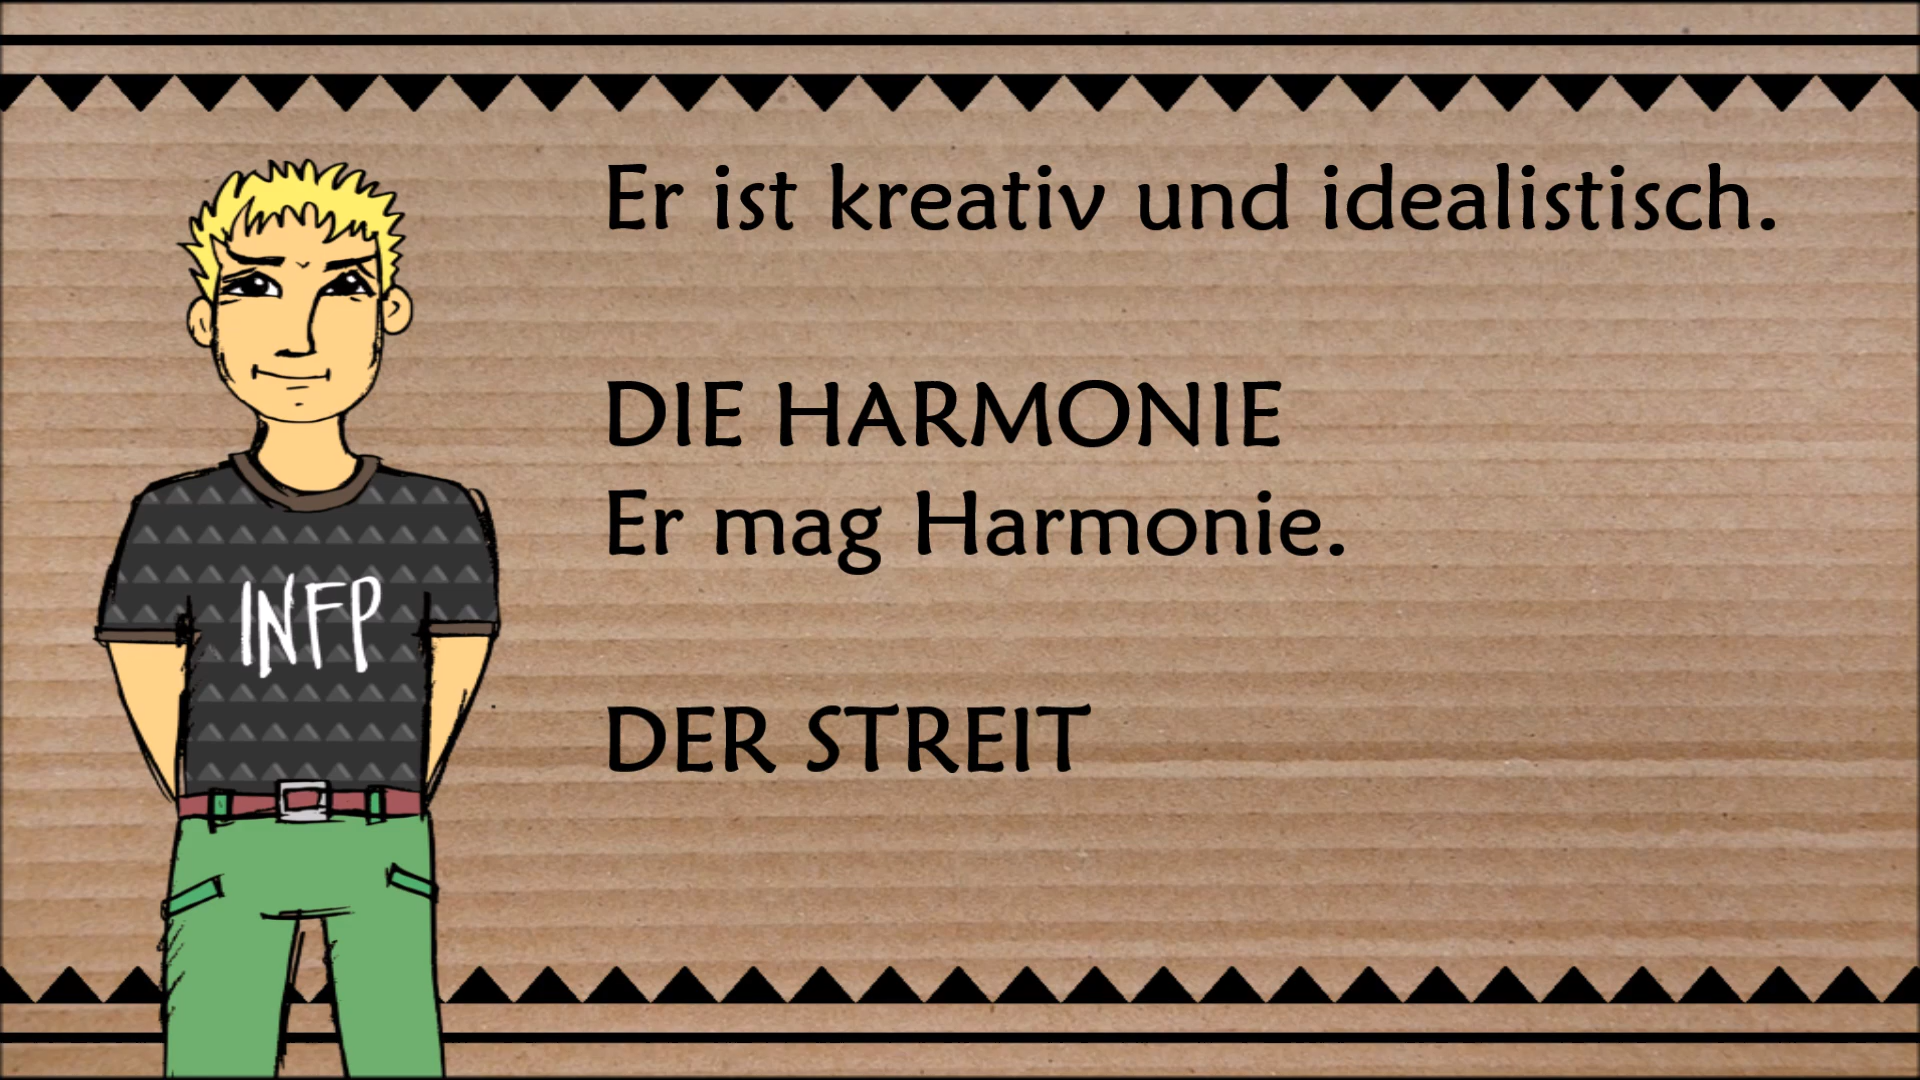 Er ist kreativ und idealistisch.
DIE HARMONIE
Er mag Harmonie.
INFP
DER STREIT